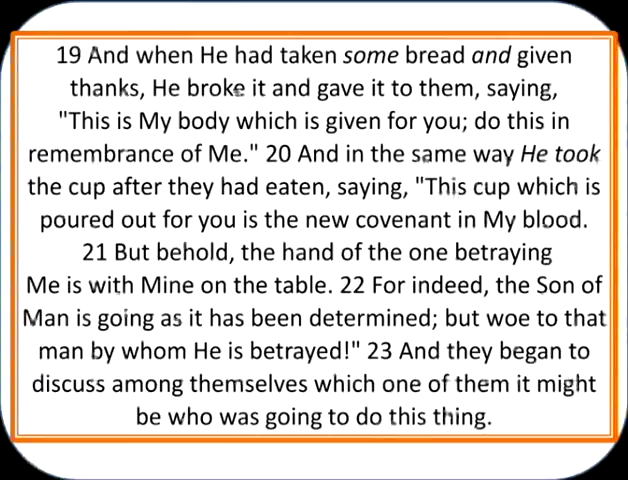 19 And when He had taken some bread and given
thanks, He broke it and gave it to them, saying,
"This is My body which is given for you; do this in
remembrance of Me." 20 And in the same way He took
the cup after they had eaten, saying, "This cup which is
poured out for you is the new covenant in My blood.
21 But behold, the hand of the one betraying
Me is with Mine on the table. 22 For indeed, the Son of
Man is going as it has been determined; but woe to that
man by whom He is betrayed!" 23 And they began to
discuss among themselves which one of them it might
be who was going to do this thing.